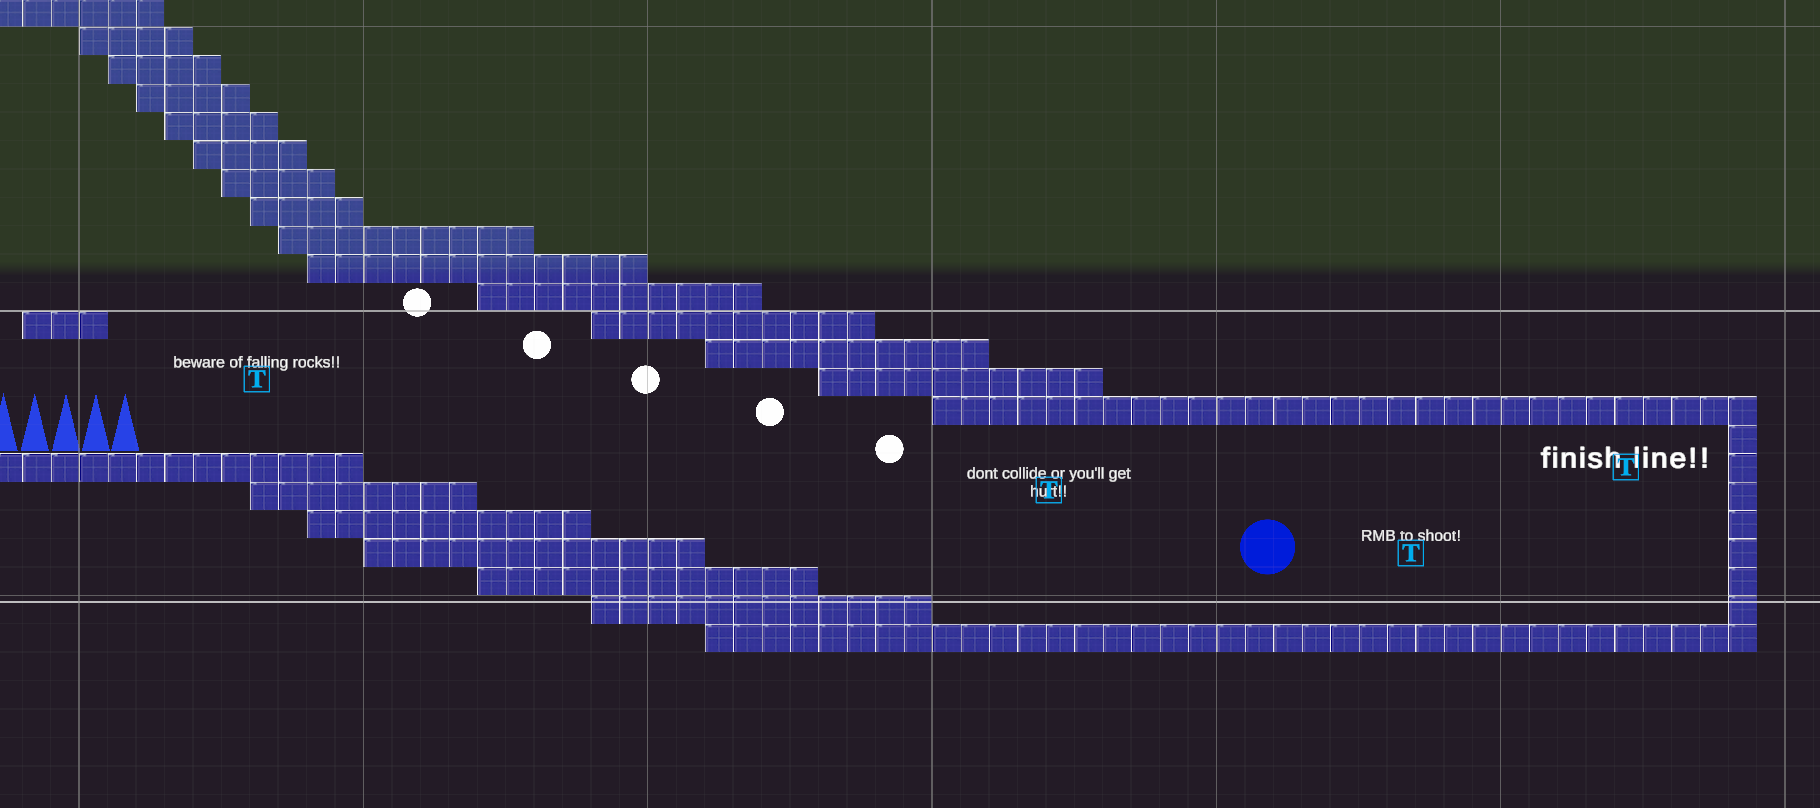 beware of falling rocks!!
T
finish line!!
T
dont collide or you'll get
hurt!!
T
RMB to shoot!
T